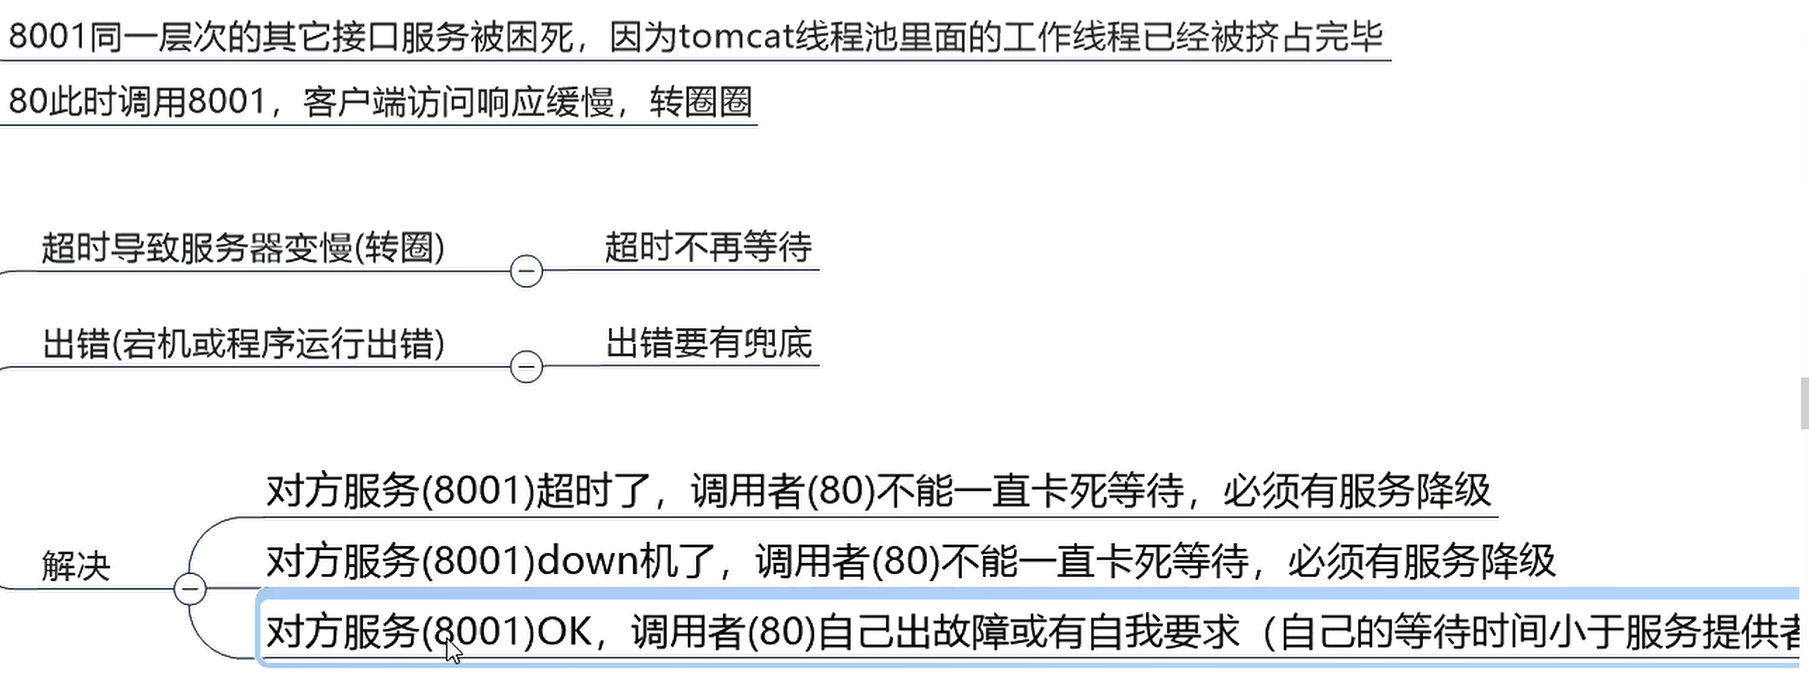 8001同一层次的其它接口服务被困死，因为tomcat线程池里面的工作线程已经被挤占完毕
80此时调用8001，客户端访问响应缓慢，转圈圈
超时导致服务器变慢(转圈)
超时不再等待
出错(宕机或程序运行出错)
出错要有兜底
解决
对方服务(8001)超时了，调用者(80)不能一直卡死等待，必须有服务降级
对方服务(8001)down机了，调用者(80)不能一直卡死等待，必须有服务降级
对方服务(8001)OK，调用者(80)自己出故障或有自我要求（自己的等待时间小于服务提供者